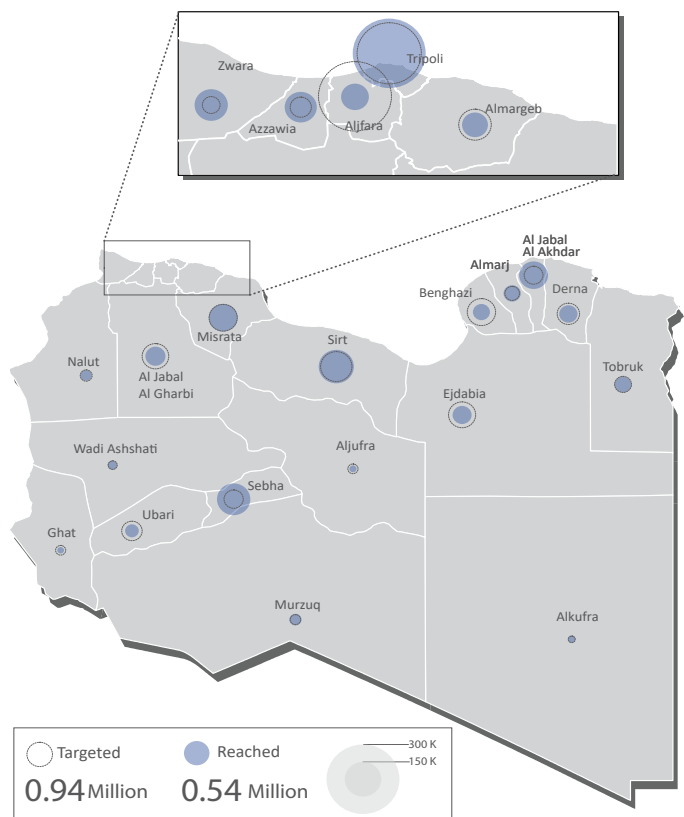 Zwara
Tripoli
Azzawia
Aljfara
Almargeb
Al Jabal
Al Akhdar
Almarj
Benghazi
Derna
Misrata
Sirt
Nalut
Al Jabal
Al Gharbi
Tobruk
Ejdabia
Wadi Ashshati
Aljufra
Sebha
Ubari
Ghat
Murzuq
Alkufra
Targeted
Reached
300 K
150 K
0.94 Million
0.54 Million